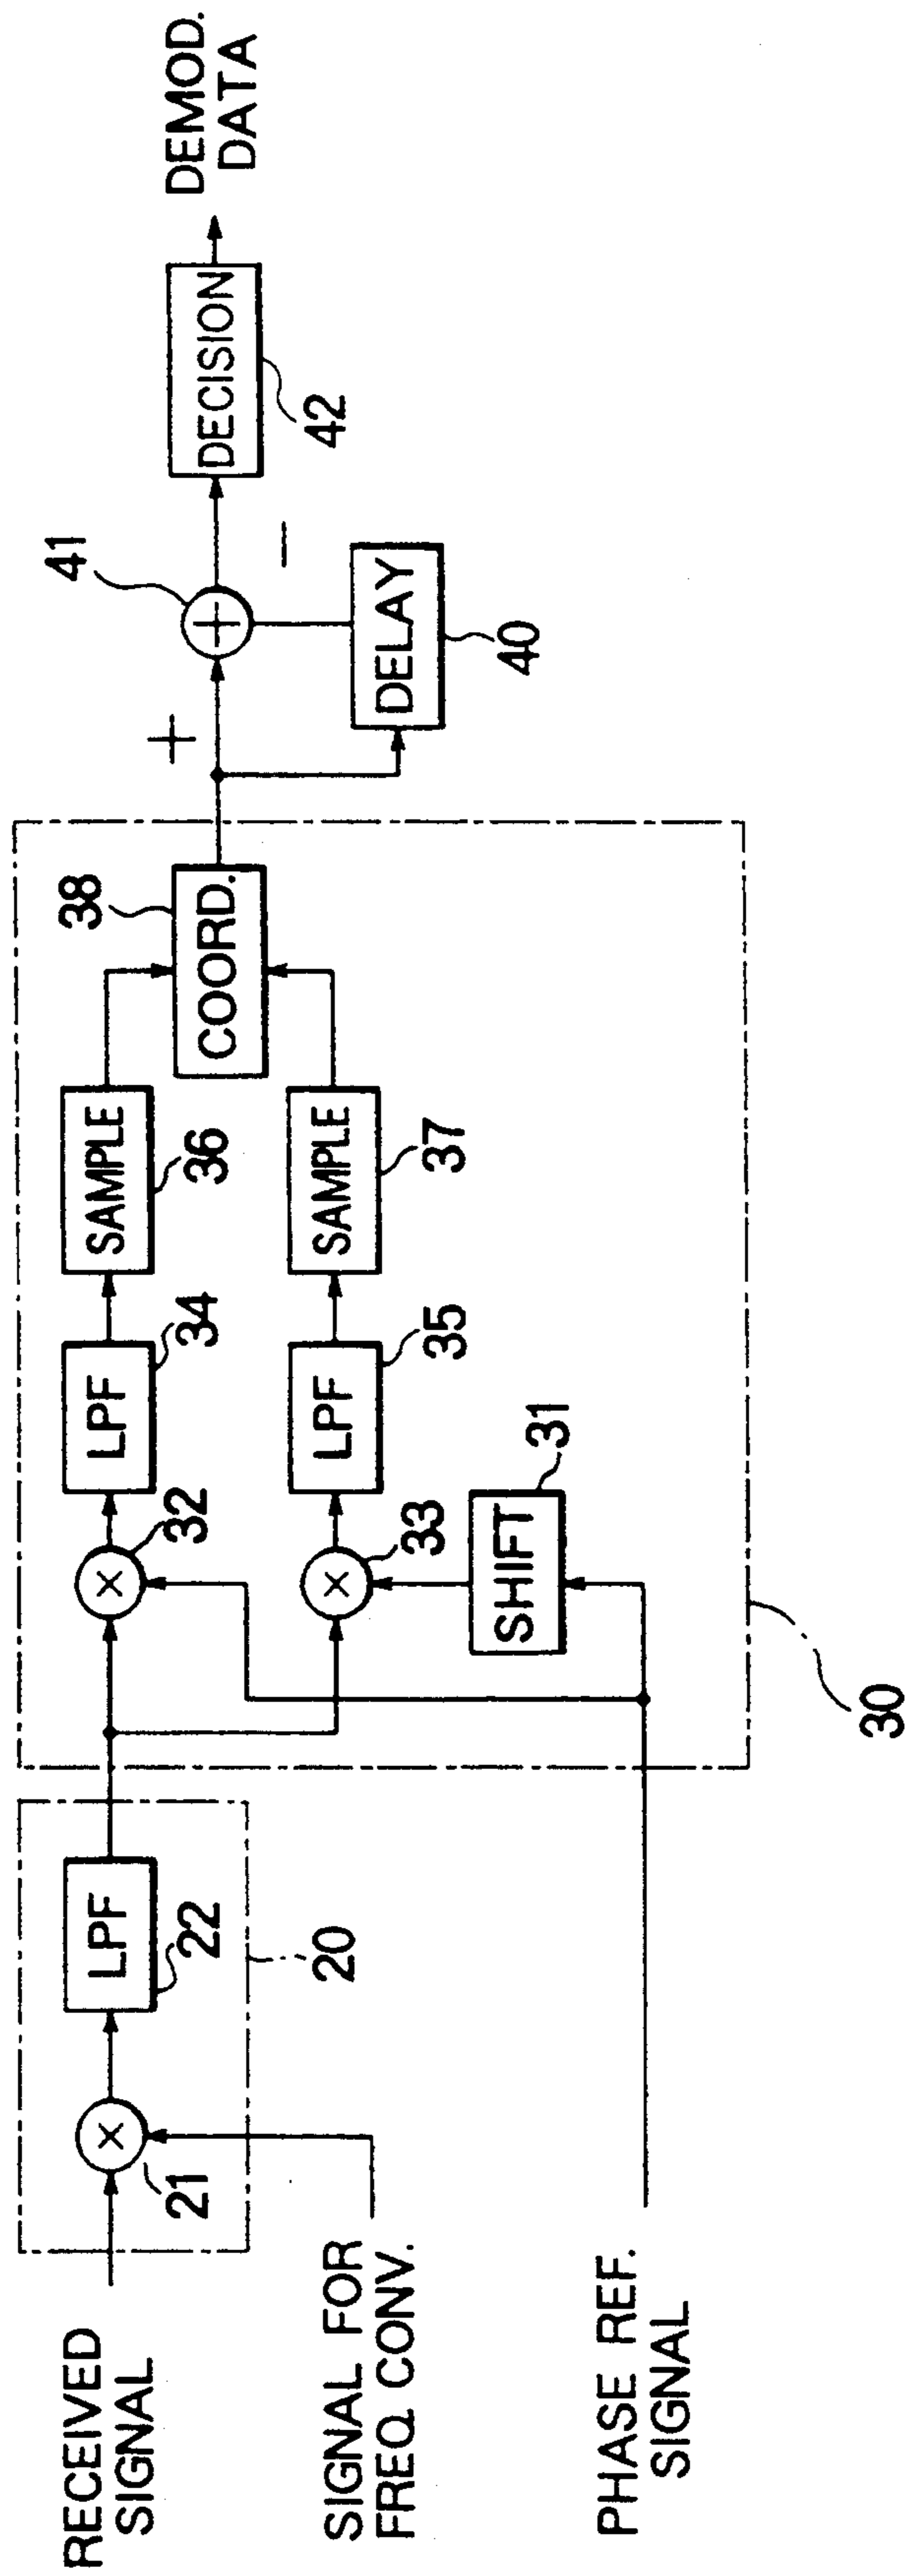 RECEIVED
SIGNAL
SIGNAL FOR
FREQ. CONV.
PHASE REF.
SIGNAL
×
21
LPF
22
20
×
32
LPF
34
SAMPLE
36
×
33
LPF
35
SAMPLE
37
SHIFT
31
COORD.
38
30
+
+
41
−
DELAY
40
DECISION
42
DEMOD.
DATA